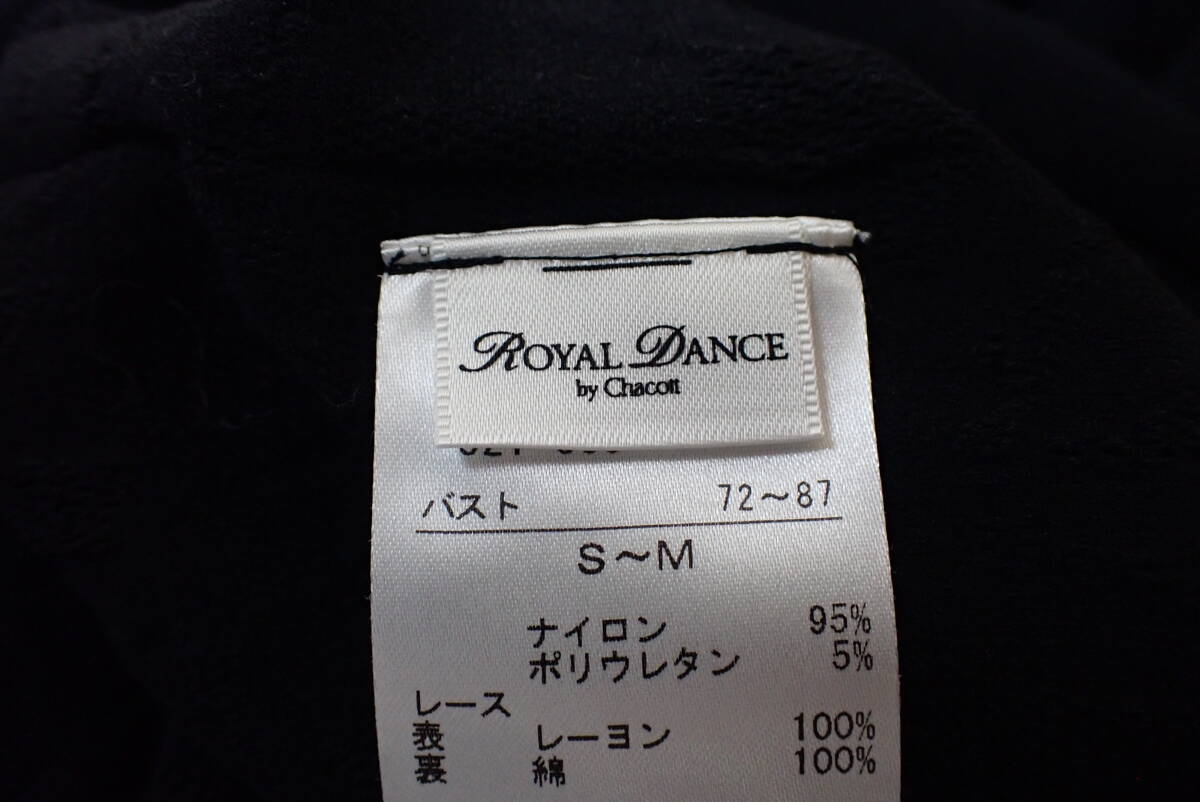 ROYAL DANCE
by Chacott
バスト 72～87
S～M
ナイロン 95%
ポリウレタン 5%
レース
表 レーヨン 100%
裏 綿 100%